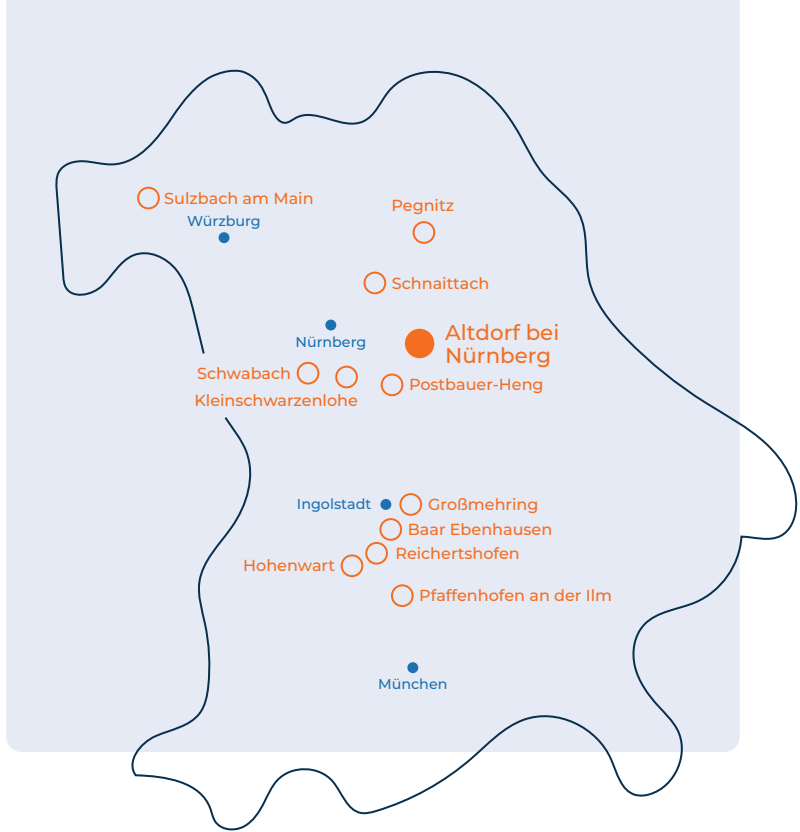 Sulzbach am Main
Würzburg
Pegnitz
Schnaittach
Nürnberg
Altdorf bei
Nürnberg
Schwabach
Postbauer-Heng
Kleinschwarzenlohe
Ingolstadt
Großmehring
Baar Ebenhausen
Reichertshofen
Hohenwart
Pfaffenhofen an der Ilm
München